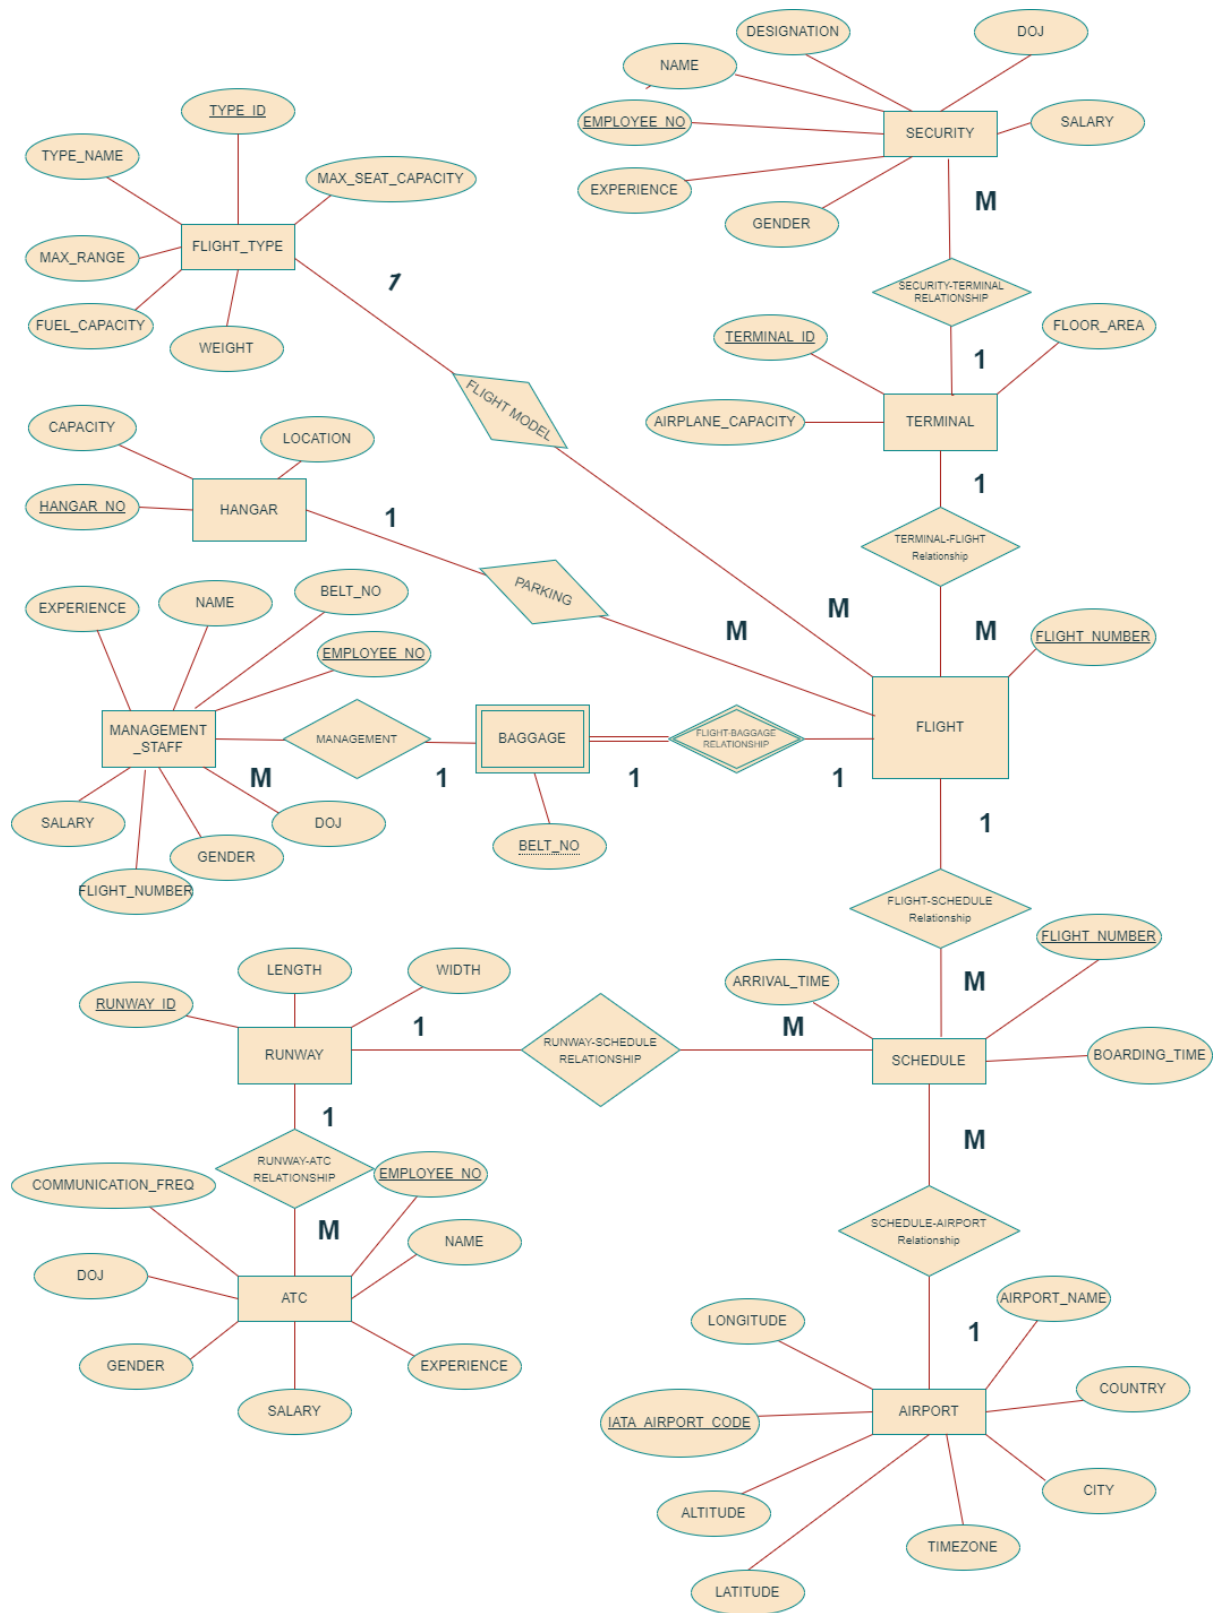 DESIGNATION
DOJ
NAME
EMPLOYEE_NO
SECURITY
SALARY
EXPERIENCE
GENDER
M
SECURITY-TERMINAL
RELATIONSHIP
1
TYPE_ID
TYPE_NAME
MAX_SEAT_CAPACITY
FLIGHT_TYPE
MAX_RANGE
FUEL_CAPACITY
WEIGHT
1
FLIGHT MODEL
M
TERMINAL_ID
FLOOR_AREA
AIRPLANE_CAPACITY
TERMINAL
1
TERMINAL-FLIGHT
Relationship
M
CAPACITY
LOCATION
HANGAR_NO
HANGAR
1
PARKING
M
FLIGHT_NUMBER
FLIGHT
EXPERIENCE
NAME
BELT_NO
EMPLOYEE_NO
MANAGEMENT
_STAFF
MANAGEMENT
M
1
BAGGAGE
FLIGHT-BAGGAGE
RELATIONSHIP
1
1
SALARY
DOJ
GENDER
FLIGHT_NUMBER
BELT_NO
1
FLIGHT-SCHEDULE
Relationship
M
FLIGHT_NUMBER
ARRIVAL_TIME
SCHEDULE
BOARDING_TIME
LENGTH
WIDTH
RUNWAY_ID
RUNWAY
1
RUNWAY-SCHEDULE
RELATIONSHIP
M
1
RUNWAY-ATC
RELATIONSHIP
M
COMMUNICATION_FREQ
EMPLOYEE_NO
NAME
DOJ
ATC
GENDER
EXPERIENCE
SALARY
M
SCHEDULE-AIRPORT
Relationship
1
AIRPORT_NAME
LONGITUDE
COUNTRY
IATA_AIRPORT_CODE
AIRPORT
CITY
ALTITUDE
TIMEZONE
LATITUDE